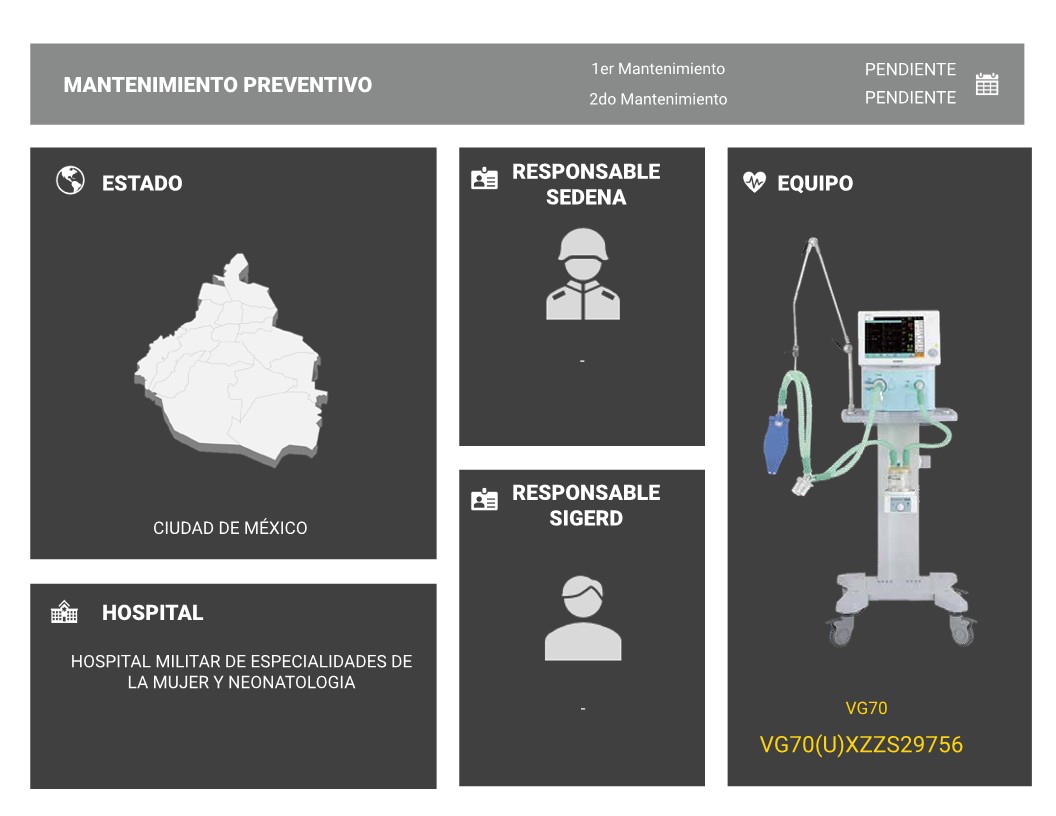 MANTENIMIENTO PREVENTIVO
1er Mantenimiento
PENDIENTE
2do Mantenimiento
PENDIENTE
ESTADO
CIUDAD DE MÉXICO
HOSPITAL
HOSPITAL MILITAR DE ESPECIALIDADES DE
LA MUJER Y NEONATOLOGIA
RESPONSABLE
SEDENA
-
RESPONSABLE
SIGERD
-
EQUIPO
VG70
VG70(U)XZZS29756